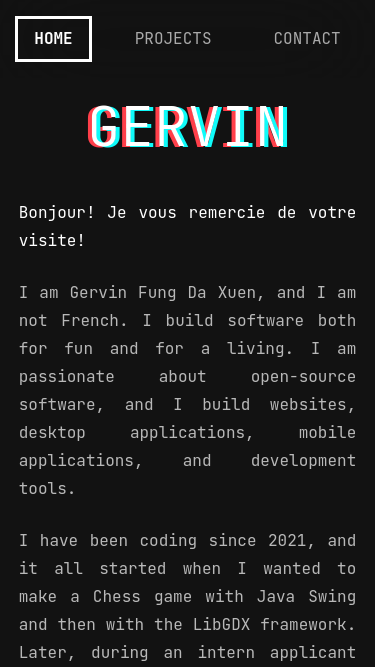 HOME PROJECTS CONTACT
GERVIN
Bonjour! Je vous remercie de votre
visite!
I am Gervin Fung Da Xuen, and I am
not French. I build software both
for fun and for a living. I am
passionate about open-source
software, and I build websites,
desktop applications, mobile
applications, and development
tools.
I have been coding since 2021, and
it all started when I wanted to
make a Chess game with Java Swing
and then with the LibGDX framework.
Later, during an intern applicant